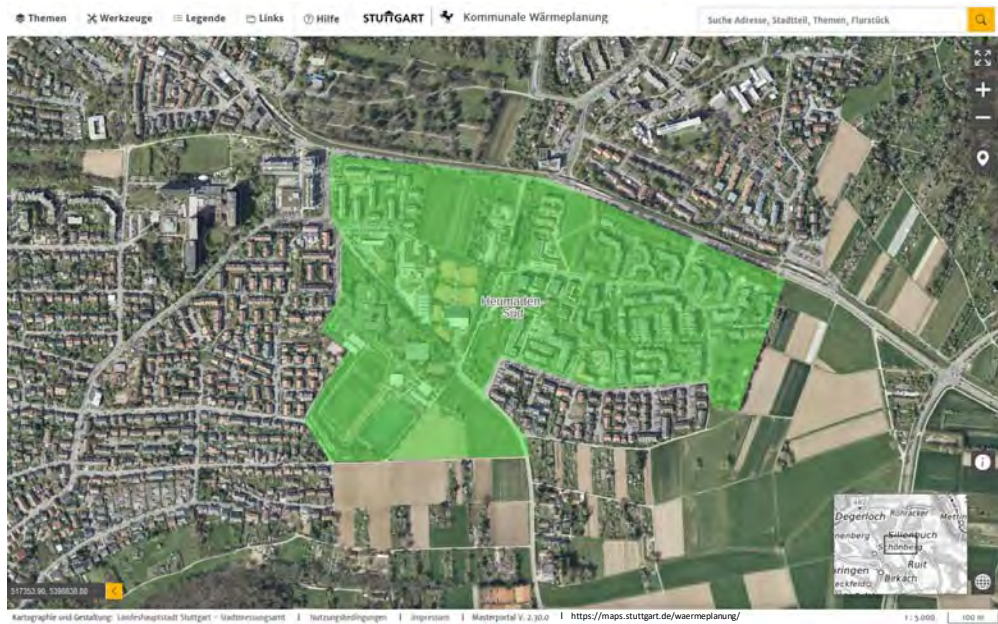 Themen Werkzeuge Legende Links Hilfe STUTTGART Kommunale Wärmeplanung Suche Adresse, Stadtteil, Themen, Flurstück
Heumaden-
Süd
Degerloch
Sillenbuch
Schönberg
Ruit
Birkach
Kartographie und Gestaltung: Landeshauptstadt Stuttgart - Stadtmessungsamt | Nutzungsbedingungen | Impressum | Masterportal V. 2.30.0 | https://maps.stuttgart.de/waermeplanung/ 1 : 5.000 100 m